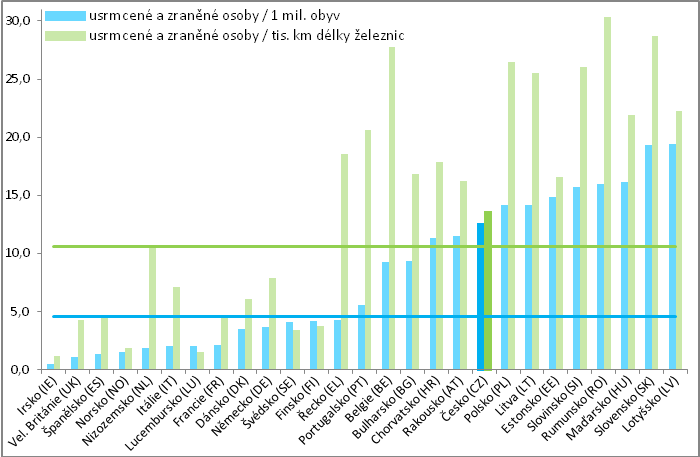 usrmcené a zraněné osoby / 1 mil. obyv
usrmcené a zraněné osoby / tis. km délky železnic
30,0
25,0
20,0
15,0
10,0
5,0
0,0
Irsko (IE)
Vel. Británie (UK)
Španělsko (ES)
Norsko (NO)
Nizozemsko (NL)
Itálie (IT)
Lucembursko (LU)
Francie (FR)
Dánsko (DK)
Německo (DE)
Švédsko (SE)
Finsko (FI)
Řecko (EL)
Portugalsko (PT)
Belgie (BE)
Bulharsko (BG)
Chorvatsko (HR)
Rakousko (AT)
Česko (CZ)
Polsko (PL)
Litva (LT)
Estonsko (EE)
Slovinsko (SI)
Rumunsko (RO)
Maďarsko (HU)
Slovensko (SK)
Lotyšsko (LV)